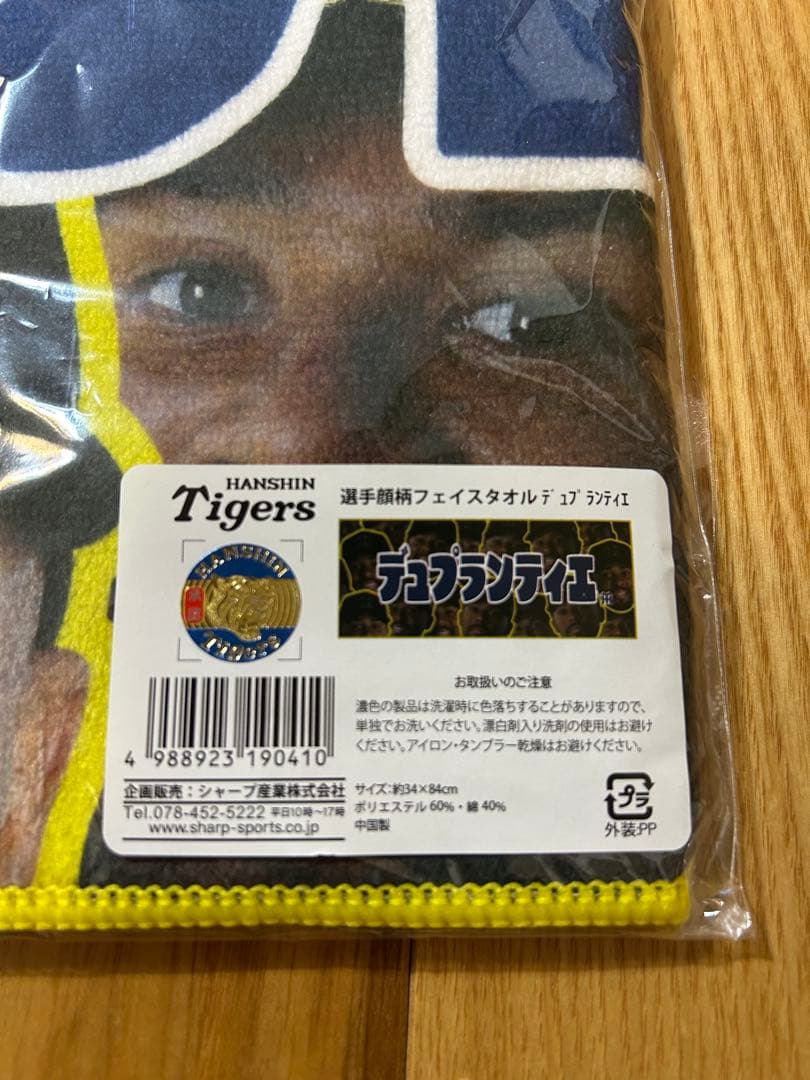 HANSHIN
Tigers
選手顔柄フェイスタオル デュプランティエ
HANSHIN
Tigers
デュプランティエ
お取扱いのご注意
濃色の製品は洗濯時に色落ちすることがありますので、
単独でお洗いください。漂白剤入り洗剤の使用はお避け
ください。アイロン・タンブラー乾燥はお避けください。
4 988923 190410
企画販売:シャープ産業株式会社
Tel.078-452-5222 平日10時～17時
www.sharp-sports.co.jp
サイズ:約34×84cm
ポリエステル 60%・綿 40%
中国製
プラ
外装:PP